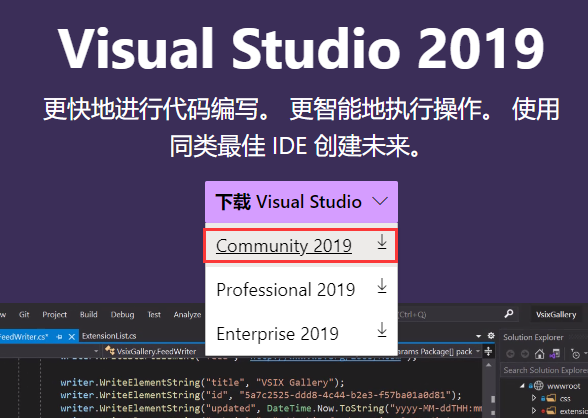 Visual Studio 2019
更快地进行代码编写。 更智能地执行操作。 使用
同类最佳 IDE 创建未来。
下载 Visual Studio
Community 2019
Professional 2019
Enterprise 2019
Git Project Build Debug Test Analyze (Ctrl+Q) VsixGallery
FeedWriter.cs* ExtensionList.cs Solution Explorer
VsixGallery.FeedWriter params Package[] pack
Search Solution Explorer
wwwroot
writer.WriteElementString("title", "VSIX Gallery"); css
writer.WriteElementString("id", "5a7c2525-ddd8-4c44-b2e3-f57ba01a0d81");
writer.WriteElementString("updated", DateTime.Now.ToString("yyyy-MM-ddTHH:mm